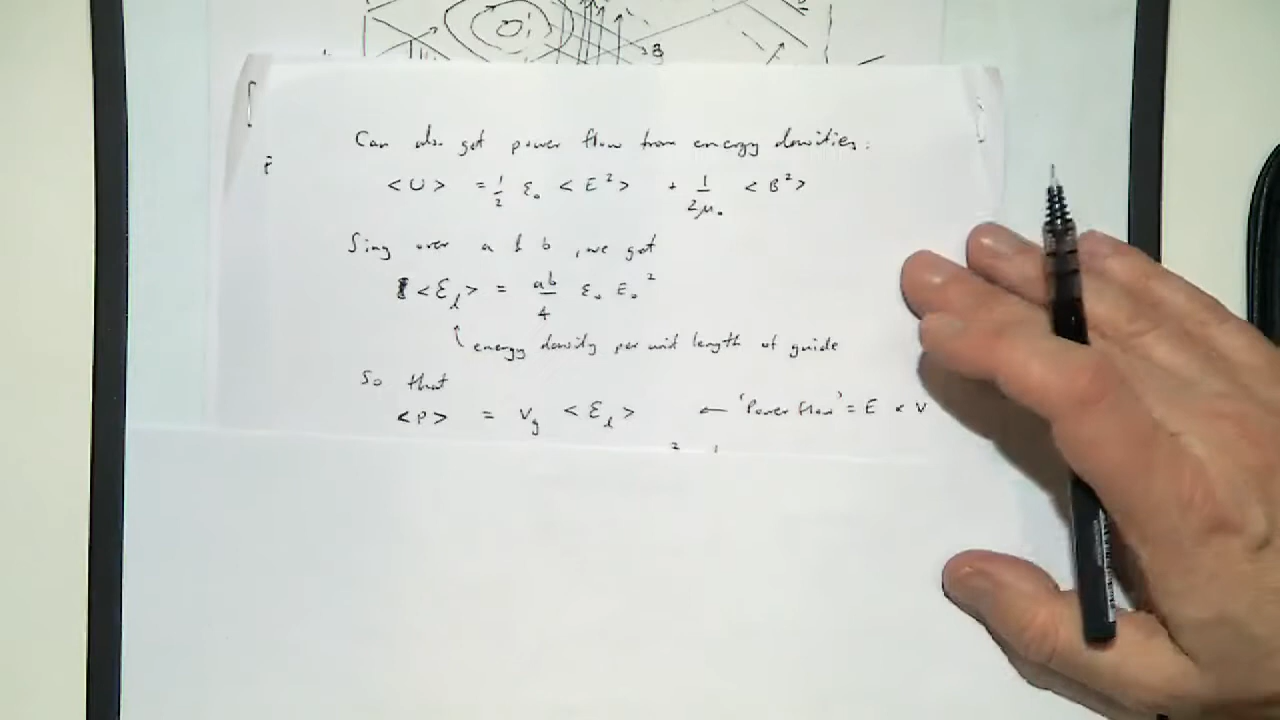 B
Can also get power flow from energy densities:
<U> = 1/2 ε₀ <E²> + 1/2μ₀ <B²>
Sing over a & b, we get
<ℰ_l> = ab/4 ε₀ E₀²
energy density per unit length of guide
So that
<P> = v_g <ℰ_l> ← 'Power flow' = E × V